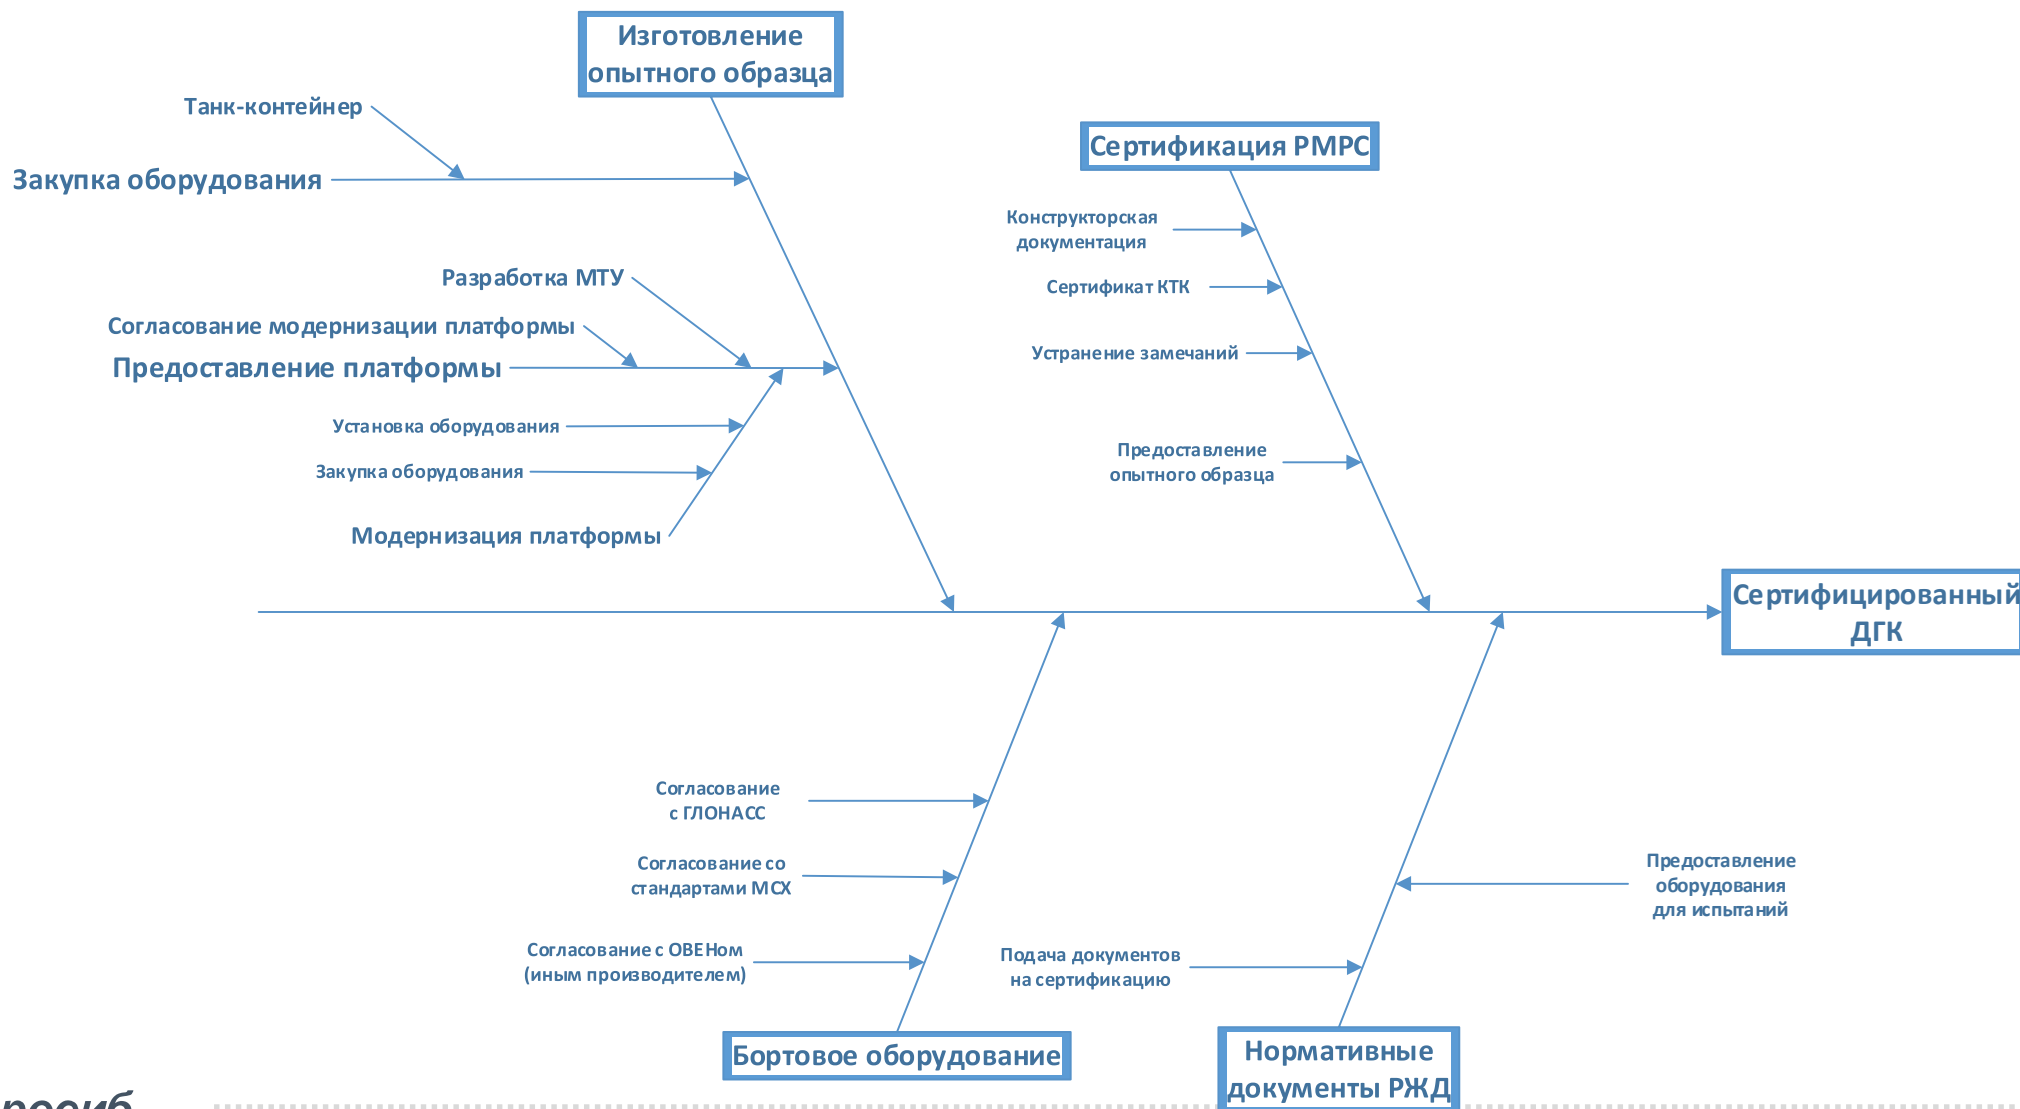 Изготовление
опытного образца
Танк-контейнер
Закупка оборудования
Сертификация РМРС
Конструкторская
документация
Сертификат КТК
Устранение замечаний
Предоставление
опытного образца
Разработка МТУ
Согласование модернизации платформы
Предоставление платформы
Установка оборудования
Закупка оборудования
Модернизация платформы
Сертифицированный
ДГК
Согласование
с ГЛОНАСС
Согласование со
стандартами МСХ
Согласование с ОВЕНом
(иным производителем)
Предоставление
оборудования
для испытаний
Подача документов
на сертификацию
Бортовое оборудование
Нормативные
документы РЖД